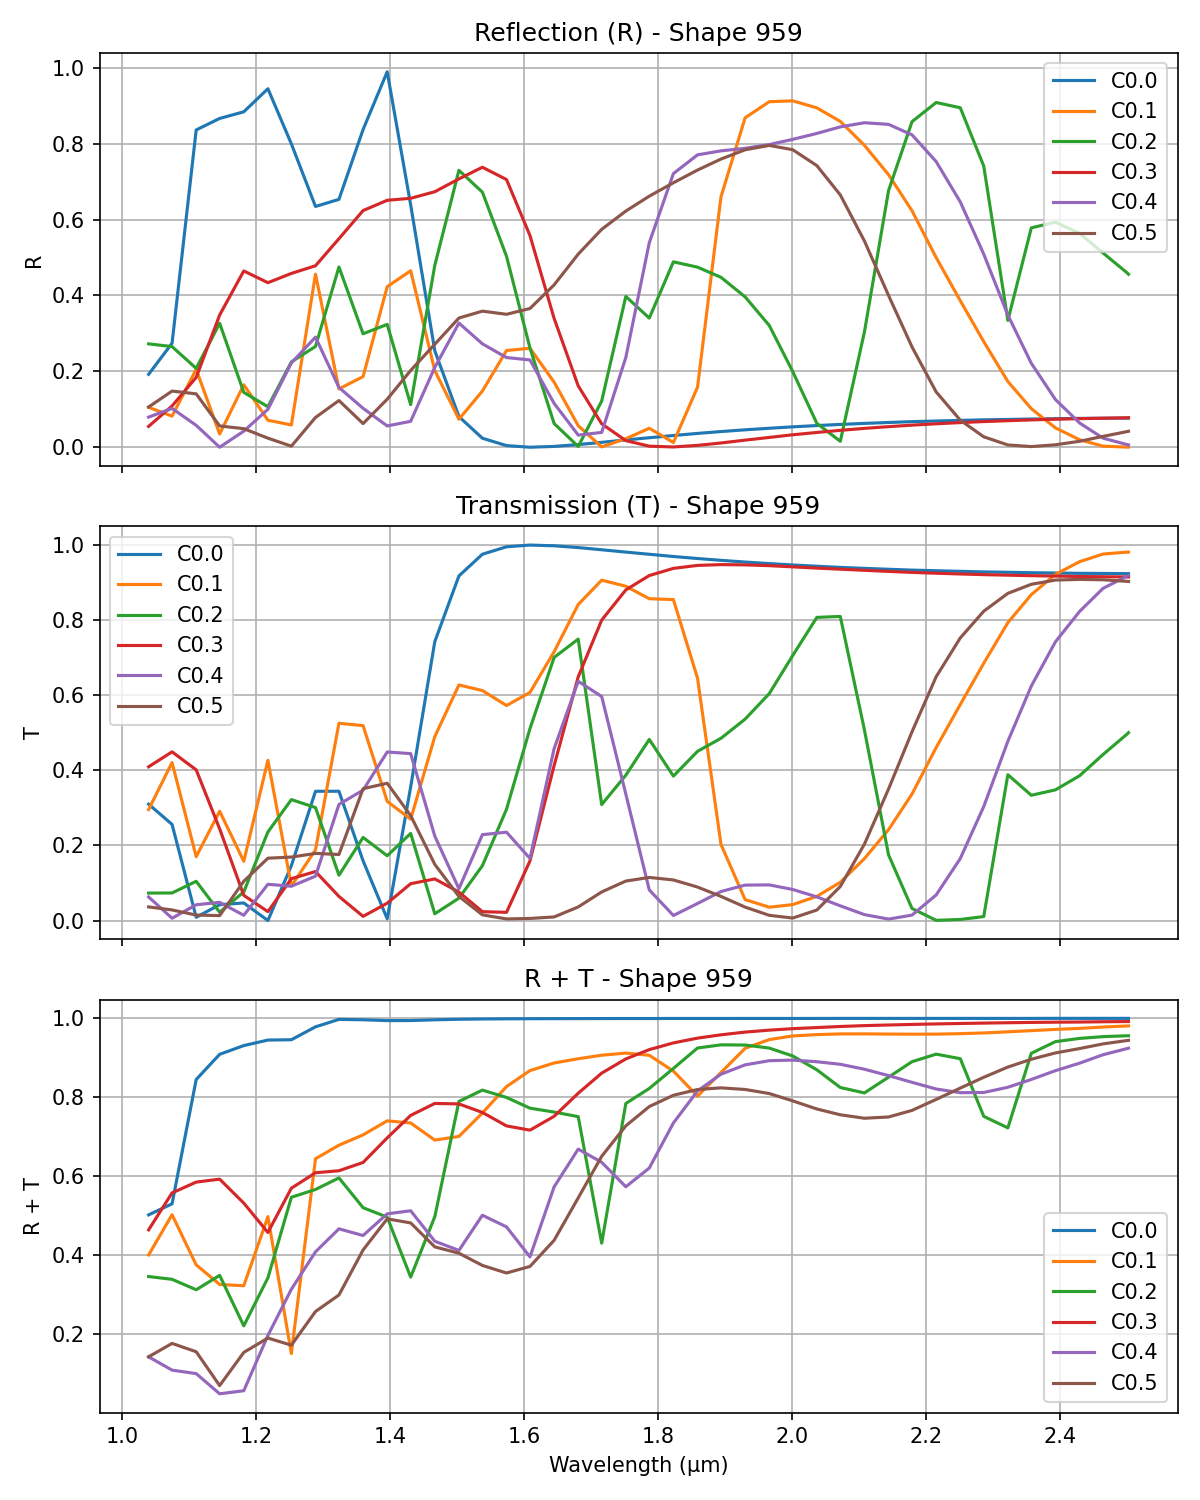 Reflection (R) - Shape 959
1.0
0.8
0.6
0.4
0.2
0.0
R
C0.0
C0.1
C0.2
C0.3
C0.4
C0.5
Transmission (T) - Shape 959
1.0
0.8
0.6
0.4
0.2
0.0
T
C0.0
C0.1
C0.2
C0.3
C0.4
C0.5
R + T - Shape 959
1.0
0.8
0.6
0.4
0.2
R + T
C0.0
C0.1
C0.2
C0.3
C0.4
C0.5
1.0 1.2 1.4 1.6 1.8 2.0 2.2 2.4
Wavelength (μm)